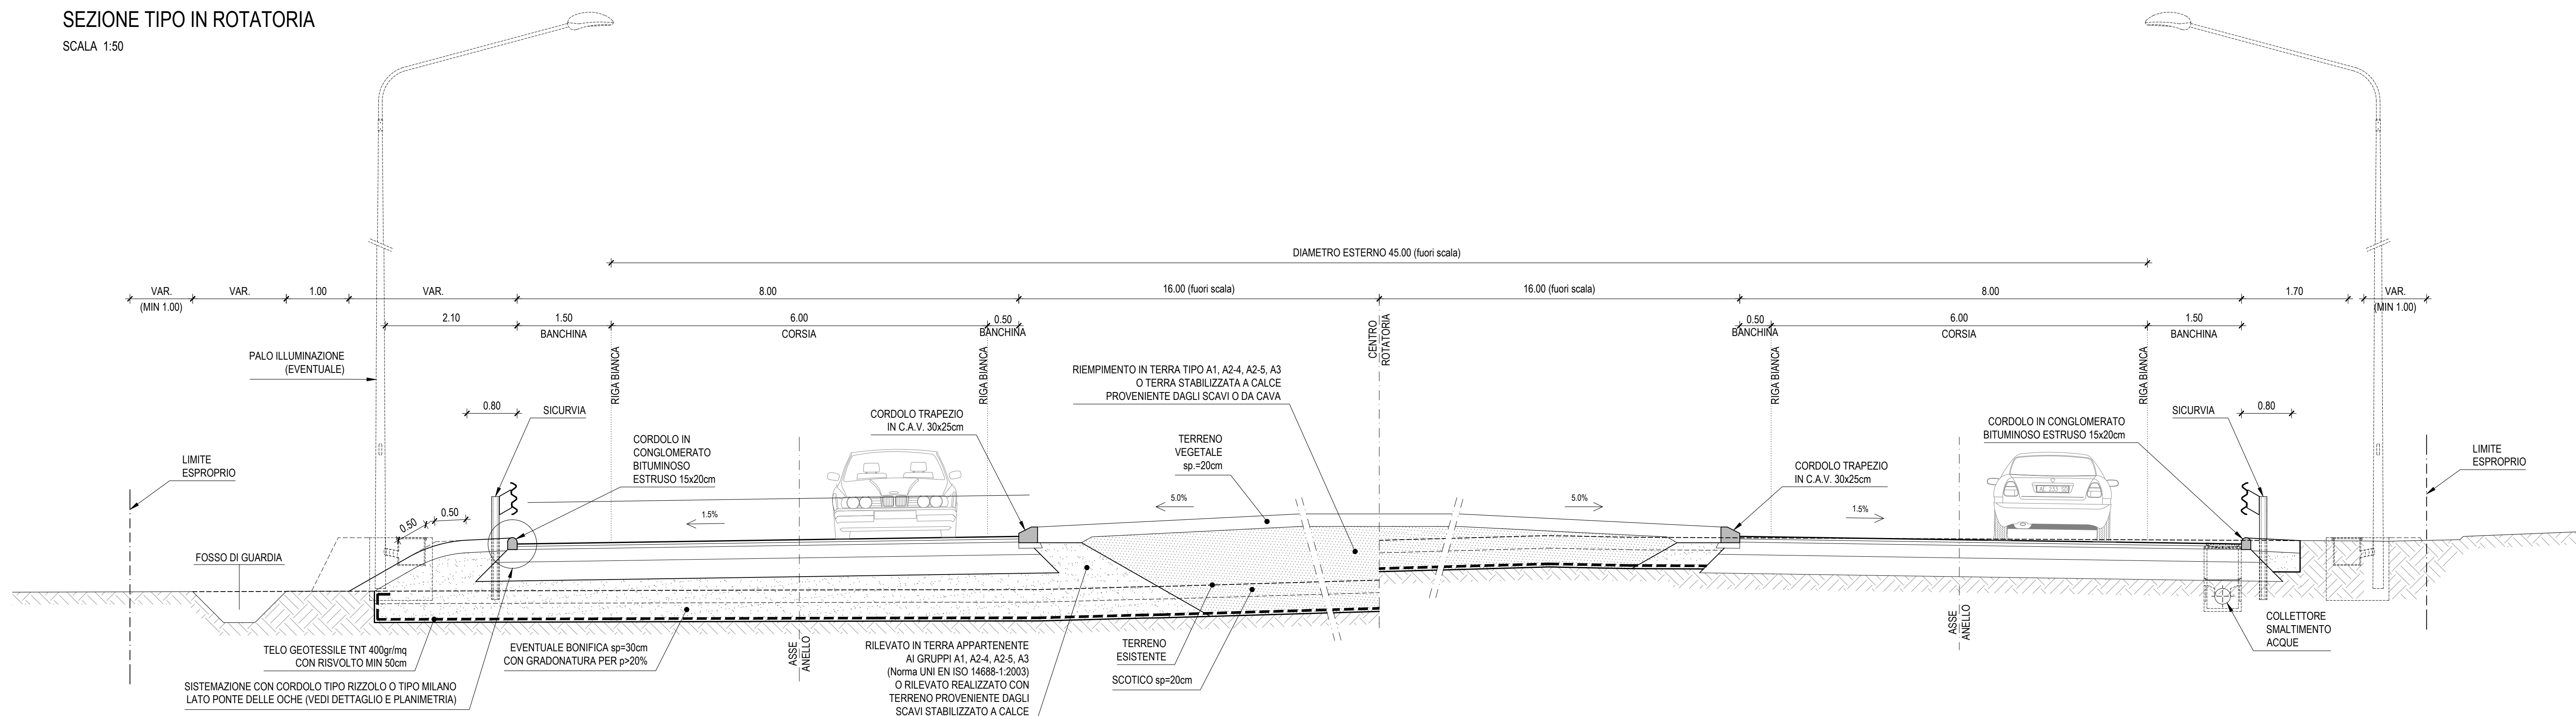 SEZIONE TIPO IN ROTATORIA
SCALA 1:50
DIAMETRO ESTERNO 45.00 (fuori scala)
VAR.
(MIN 1.00)
VAR.
1.00
VAR.
8.00
16.00 (fuori scala)
16.00 (fuori scala)
8.00
1.70
VAR.
(MIN 1.00)
2.10
1.50
BANCHINA
6.00
CORSIA
0.50
BANCHINA
CENTRO
ROTATORIA
0.50
BANCHINA
6.00
CORSIA
1.50
BANCHINA
RIGA BIANCA
RIGA BIANCA
RIGA BIANCA
RIGA BIANCA
PALO ILLUMINAZIONE
(EVENTUALE)
0.80
SICURVIA
CORDOLO IN
CONGLOMERATO
BITUMINOSO
ESTRUSO 15x20cm
CORDOLO TRAPEZIO
IN C.A.V. 30x25cm
RIEMPIMENTO IN TERRA TIPO A1, A2-4, A2-5, A3
O TERRA STABILIZZATA A CALCE
PROVENIENTE DAGLI SCAVI O DA CAVA
TERRENO
VEGETALE
sp.=20cm
CORDOLO TRAPEZIO
IN C.A.V. 30x25cm
CORDOLO IN CONGLOMERATO
BITUMINOSO ESTRUSO 15x20cm
SICURVIA
0.80
LIMITE
ESPROPRIO
LIMITE
ESPROPRIO
0.50
0.50
1.5%
5.0%
5.0%
1.5%
FOSSO DI GUARDIA
TELO GEOTESSILE TNT 400gr/mq
CON RISVOLTO MIN 50cm
SISTEMAZIONE CON CORDOLO TIPO RIZZOLO O TIPO MILANO
LATO PONTE DELLE OCHE (VEDI DETTAGLIO E PLANIMETRIA)
EVENTUALE BONIFICA sp=30cm
CON GRADONATURA PER p>20%
ASSE
ANELLO
RILEVATO IN TERRA APPARTENENTE
AI GRUPPI A1, A2-4, A2-5, A3
(Norma UNI EN ISO 14688-1:2003)
O RILEVATO REALIZZATO CON
TERRENO PROVENIENTE DAGLI
SCAVI STABILIZZATO A CALCE
TERRENO
ESISTENTE
SCOTICO sp=20cm
ASSE
ANELLO
COLLETTORE
SMALTIMENTO
ACQUE